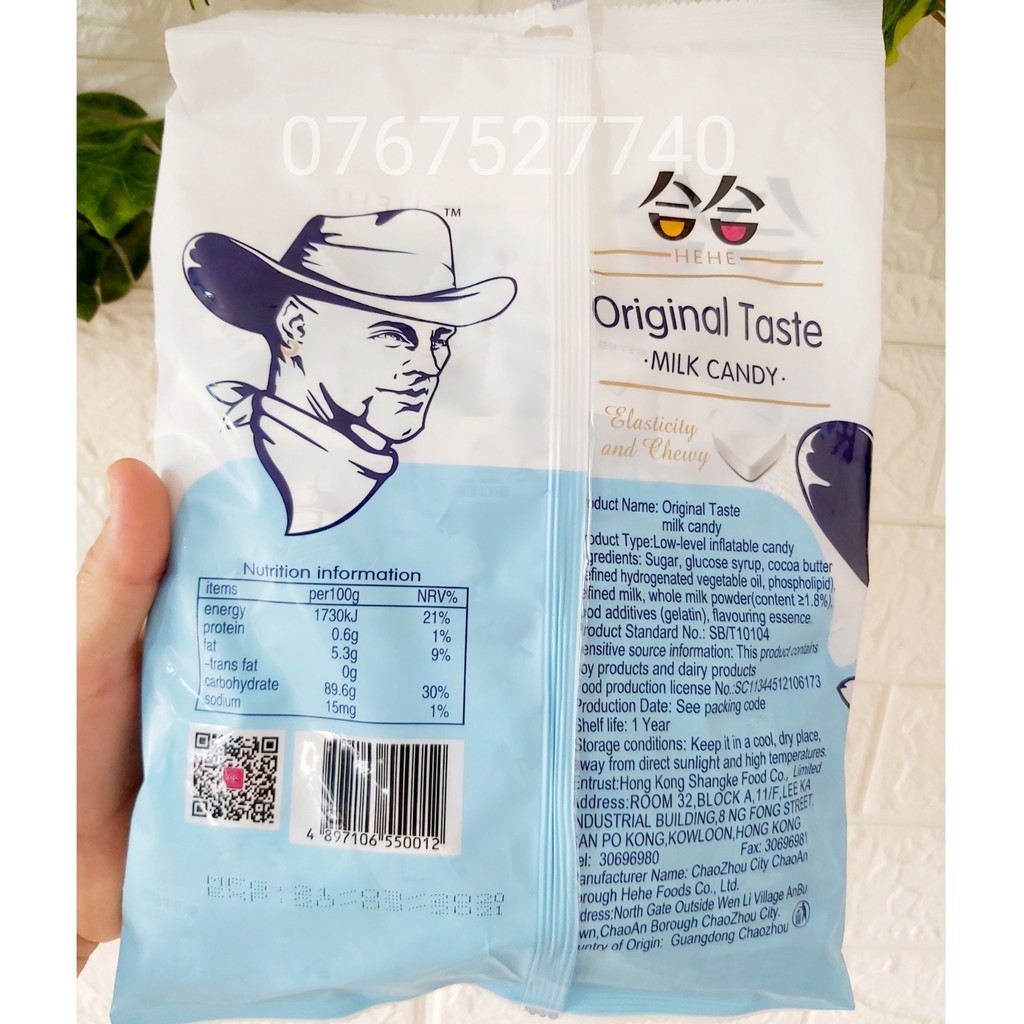 0767527740
TM
合合
HEHE
Original Taste
·MILK CANDY·
Elasticity
and Chewy
Nutrition information
items per100g NRV%
energy 1730kJ 21%
protein 0.6g 1%
fat 5.3g 9%
-trans fat 0g
carbohydrate 89.6g 30%
sodium 15mg 1%
4 897106 550012
oduct Name: Original Taste
milk candy
oduct Type:Low-level inflatable candy
gredients: Sugar, glucose syrup, cocoa butter
efined hydrogenated vegetable oil, phospholipid),
efined milk, whole milk powder(content ≥1.8%),
ood additives (gelatin), flavouring essence.
roduct Standard No.: SB/T10104
ensitive source information: This product contains
oy products and dairy products
ood production license No.:SC11344512106173
Production Date: See packing code
Shelf life: 1 Year
Storage conditions: Keep it in a cool, dry place,
away from direct sunlight and high temperatures.
Entrust:Hong Kong Shangke Food Co., Limited
Address:ROOM 32,BLOCK A,11/F,LEE KA
INDUSTRIAL BUILDING,8 NG FONG STREET,
SAN PO KONG,KOWLOON,HONG KONG
el: 30696980 Fax: 30696981
anufacturer Name: ChaoZhou City ChaoAn
orough Hehe Foods Co., Ltd.
ddress:North Gate Outside Wen Li Village AnBu
wn,ChaoAn Borough ChaoZhou City.
untry of Origin: Guangdong Chaozhou